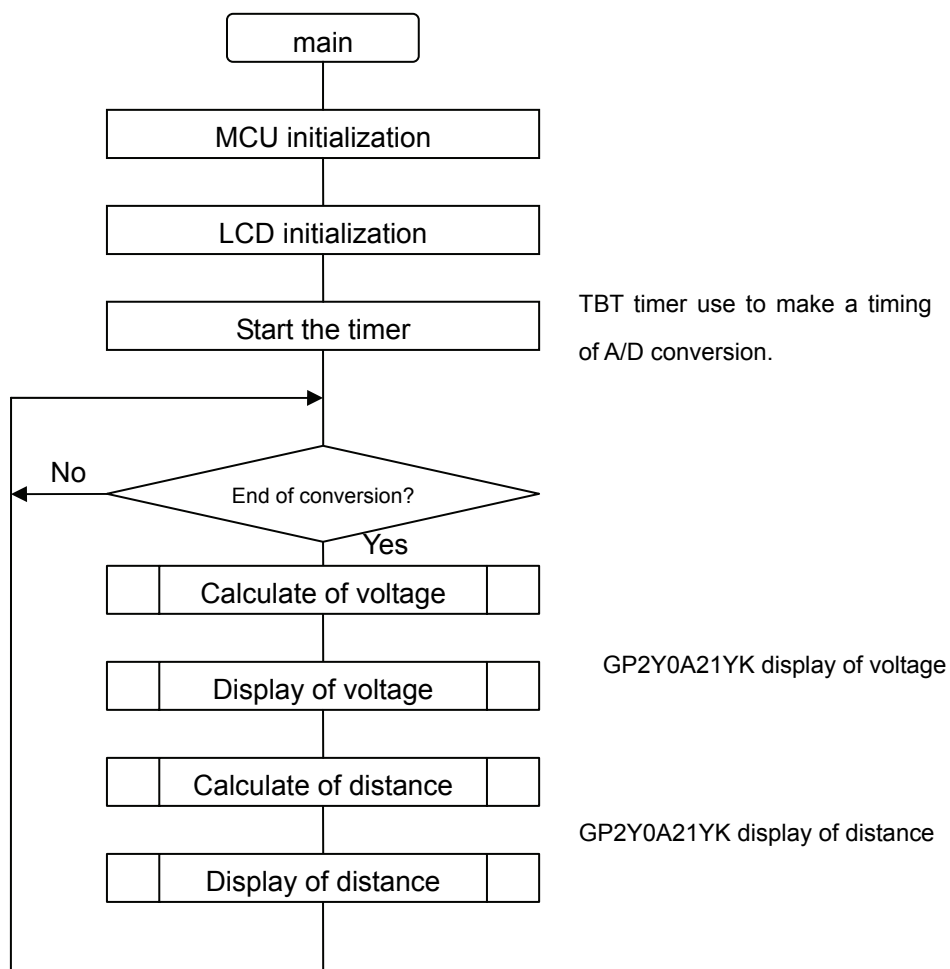 main
MCU initialization
LCD initialization
Start the timer
TBT timer use to make a timing
of A/D conversion.
No
End of conversion?
Yes
Calculate of voltage
Display of voltage
GP2Y0A21YK display of voltage
Calculate of distance
GP2Y0A21YK display of distance
Display of distance